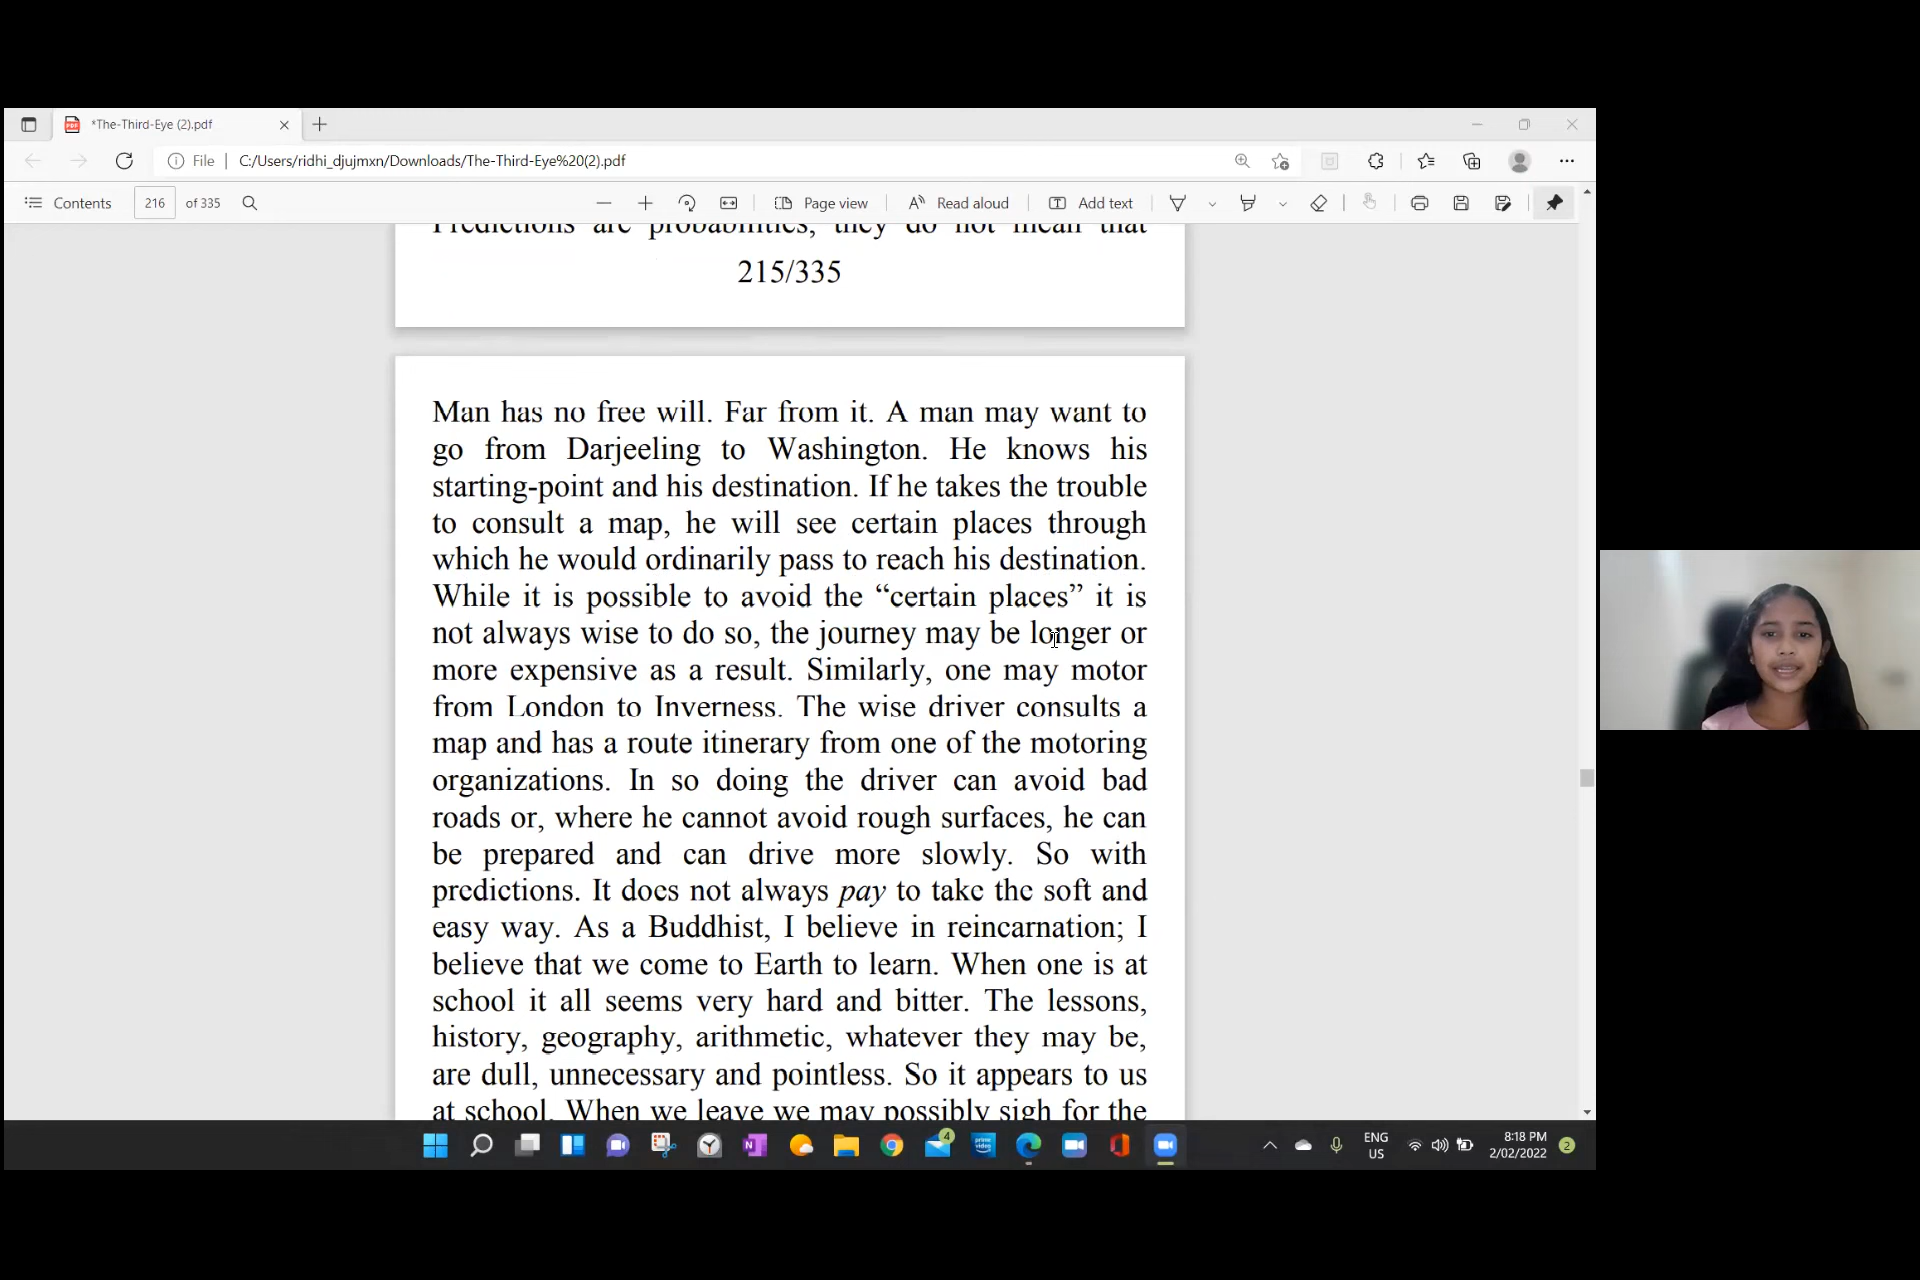 *The-Third-Eye (2).pdf
File
C:/Users/ridhi_djujmxn/Downloads/The-Third-Eye%20(2).pdf
Contents 216 of 335 Page view Read aloud Add text
Predictions are probabilities, they do not mean that
215/335
Man has no free will. Far from it. A man may want to
go from Darjeeling to Washington. He knows his
starting-point and his destination. If he takes the trouble
to consult a map, he will see certain places through
which he would ordinarily pass to reach his destination.
While it is possible to avoid the “certain places” it is
not always wise to do so, the journey may be longer or
more expensive as a result. Similarly, one may motor
from London to Inverness. The wise driver consults a
map and has a route itinerary from one of the motoring
organizations. In so doing the driver can avoid bad
roads or, where he cannot avoid rough surfaces, he can
be prepared and can drive more slowly. So with
predictions. It does not always pay to take the soft and
easy way. As a Buddhist, I believe in reincarnation; I
believe that we come to Earth to learn. When one is at
school it all seems very hard and bitter. The lessons,
history, geography, arithmetic, whatever they may be,
are dull, unnecessary and pointless. So it appears to us
at school. When we leave we may possibly sigh for the
4
prime video
ENG
US
8:18 PM
2/02/2022
2